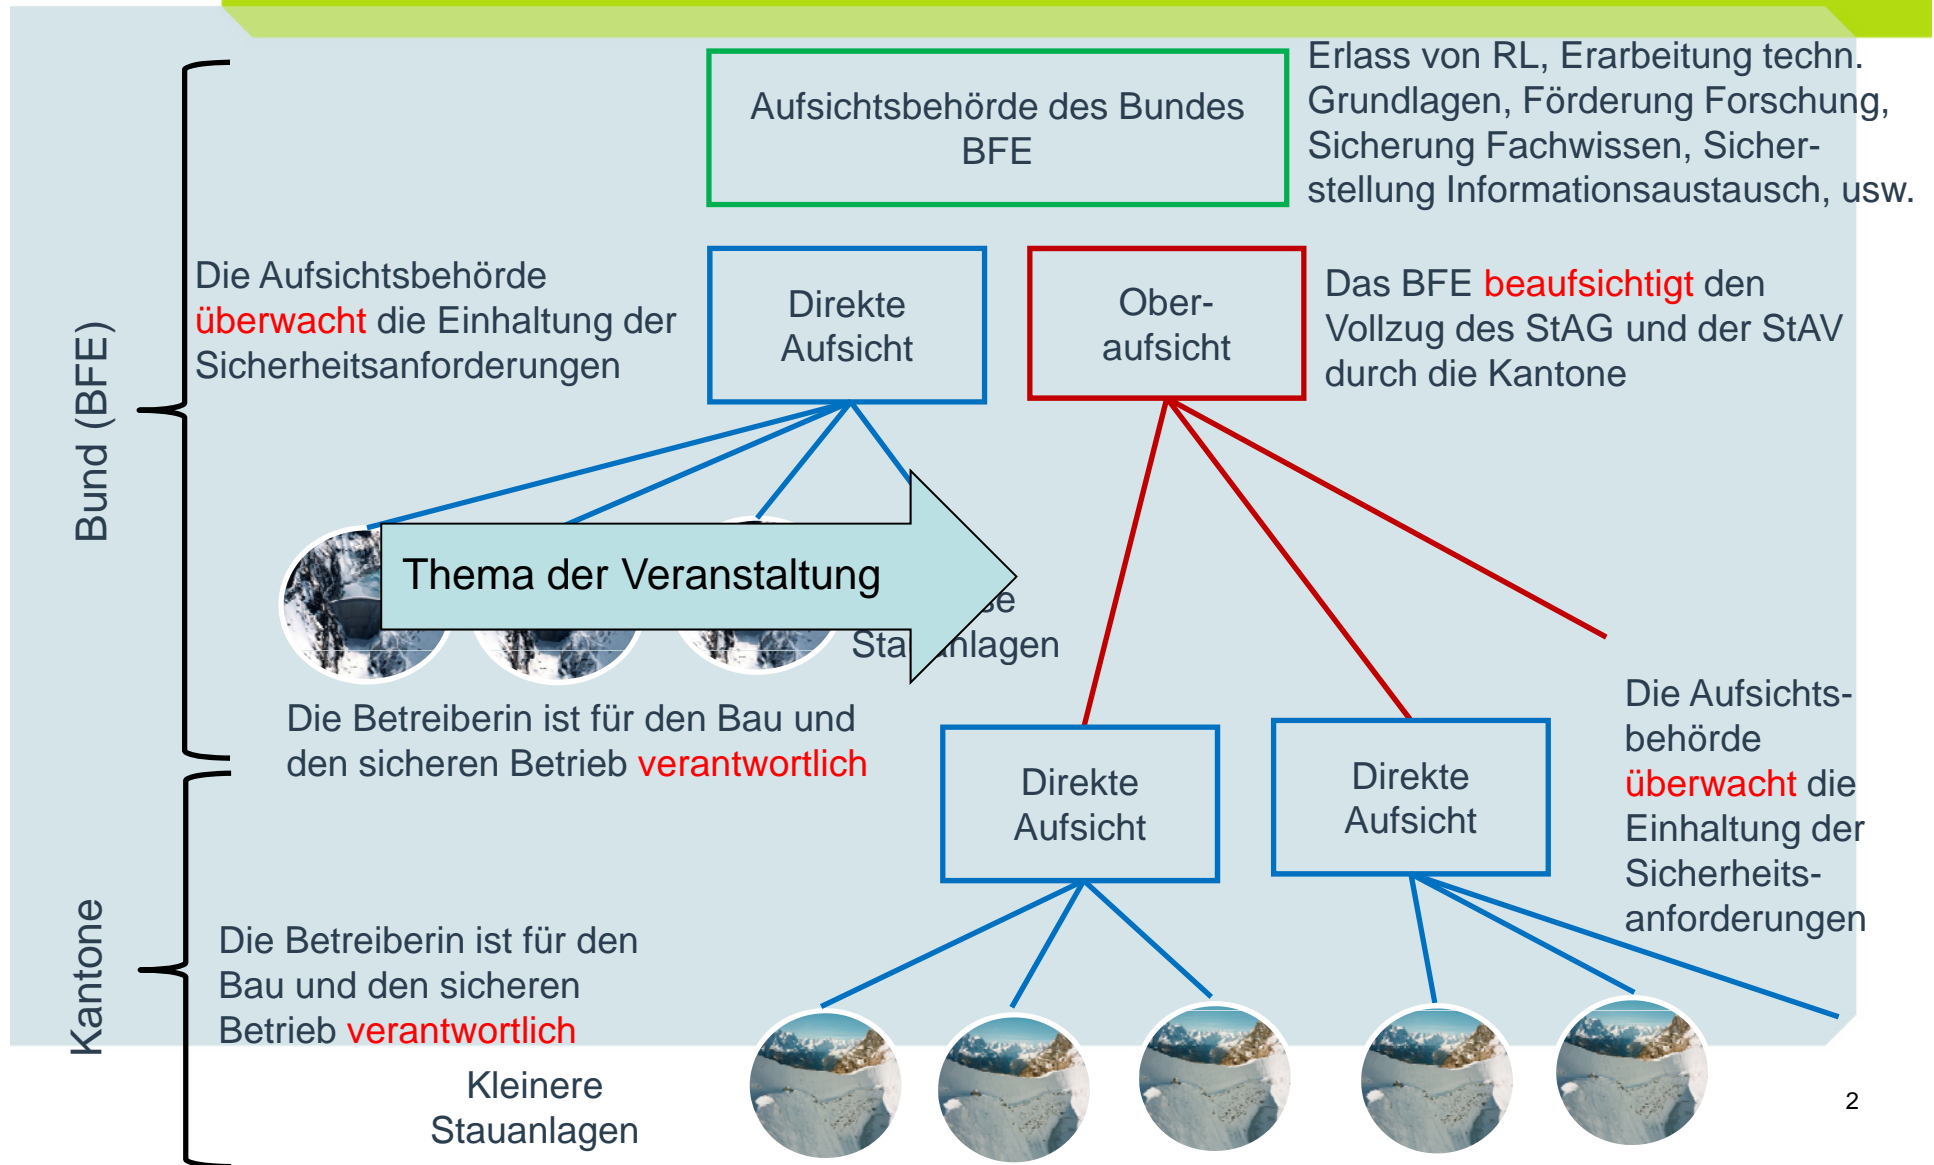 Aufsichtsbehörde des Bundes
BFE
Erlass von RL, Erarbeitung techn.
Grundlagen, Förderung Forschung,
Sicherung Fachwissen, Sicher-
stellung Informationsaustausch, usw.
Bund (BFE)
Die Aufsichtsbehörde
überwacht die Einhaltung der
Sicherheitsanforderungen
Direkte
Aufsicht
Ober-
aufsicht
Das BFE beaufsichtigt den
Vollzug des StAG und der StAV
durch die Kantone
Thema der Veranstaltung
Die Betreiberin ist für den Bau und
den sicheren Betrieb verantwortlich
Direkte
Aufsicht
Direkte
Aufsicht
Die Aufsichts-
behörde
überwacht die
Einhaltung der
Sicherheits-
anforderungen
Kantone
Die Betreiberin ist für den
Bau und den sicheren
Betrieb verantwortlich
Kleinere
Stauanlagen
2